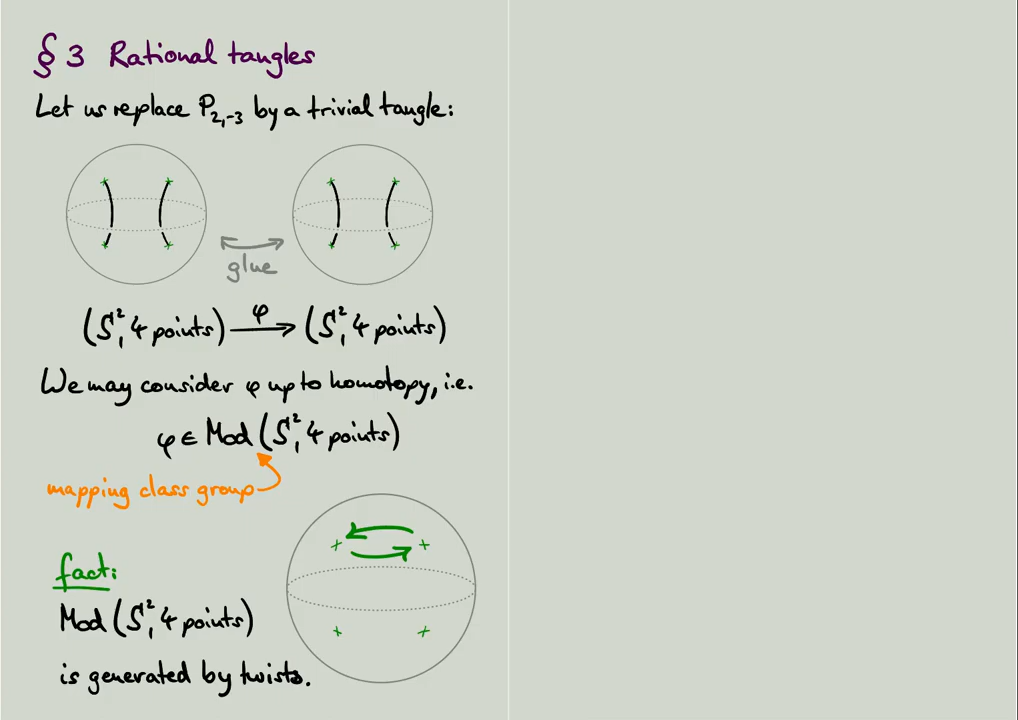 § 3 Rational tangles
Let us replace P₂,₋₃ by a trivial tangle:
glue
(S², 4 points) —φ→ (S², 4 points)
We may consider φ up to homotopy, i.e.
φ ∈ Mod (S², 4 points)
mapping class group
fact:
Mod (S², 4 points)
is generated by twists.